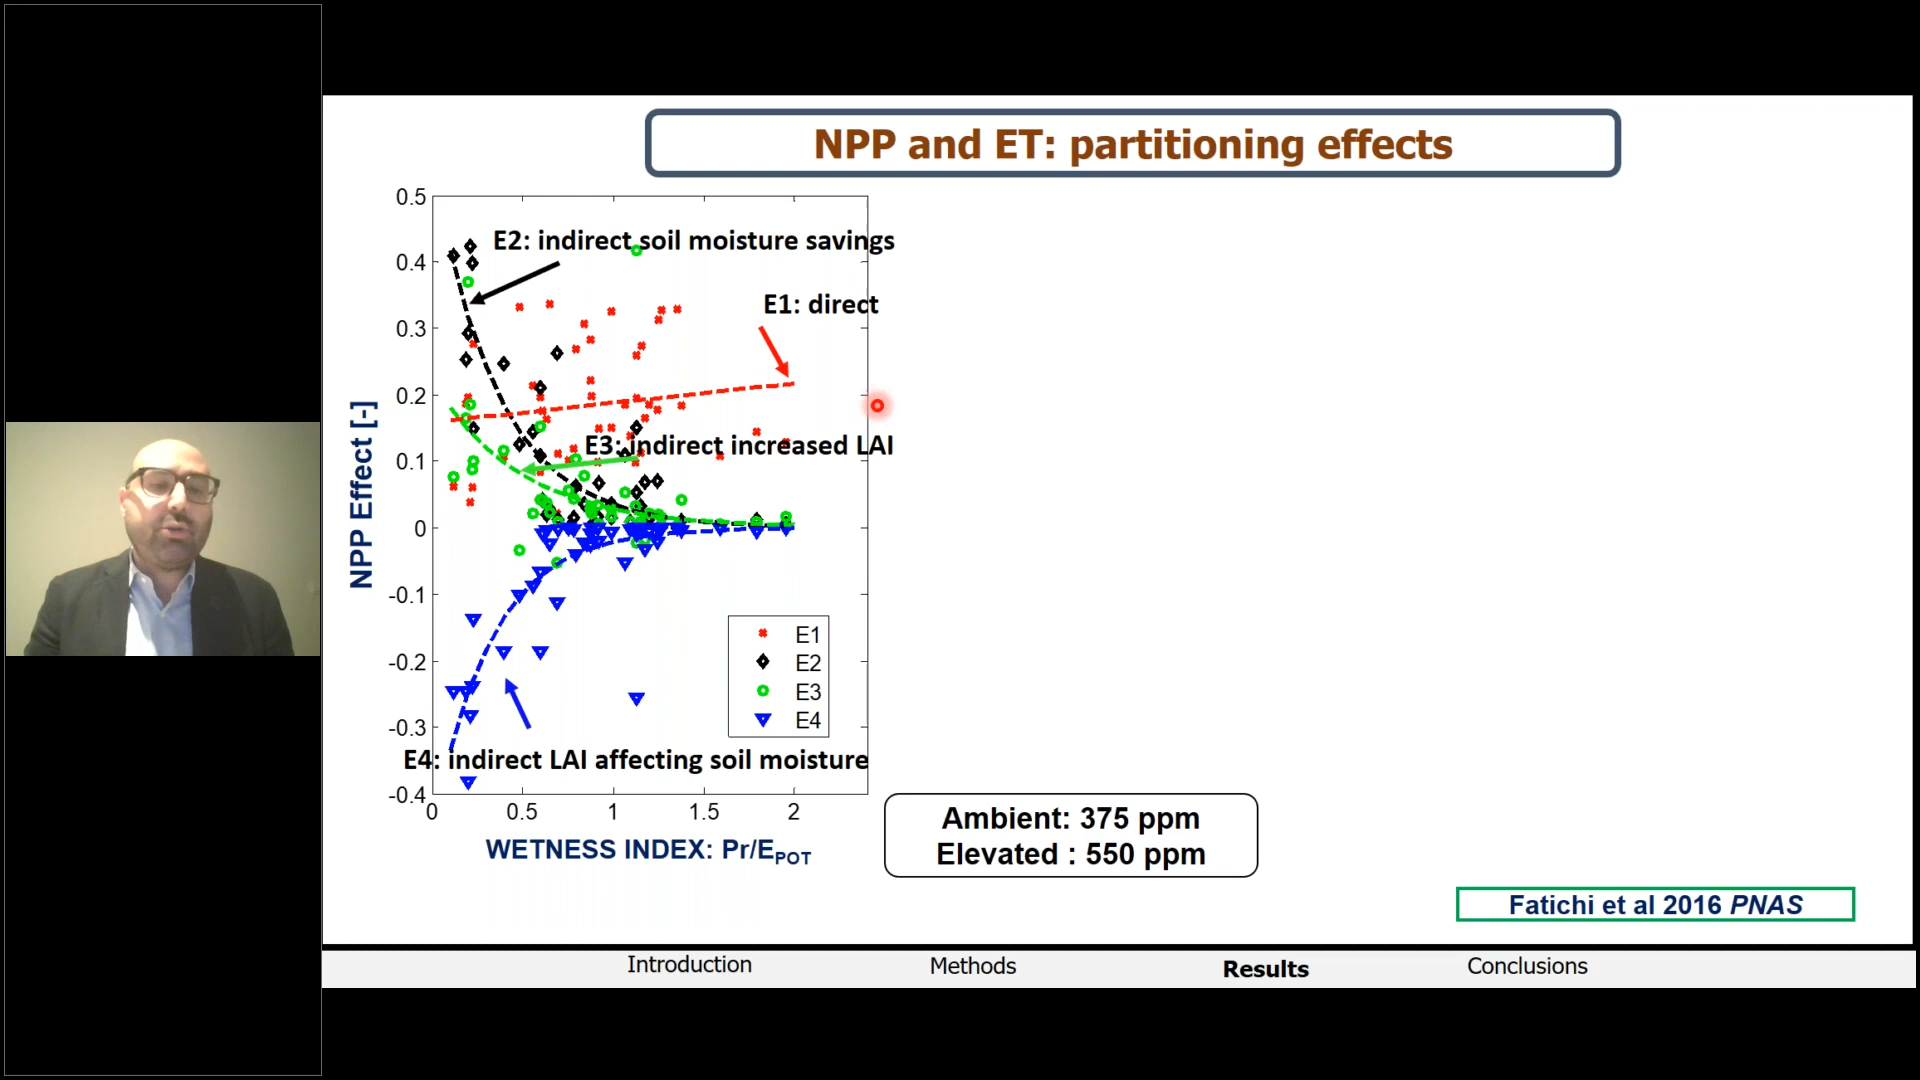 NPP and ET: partitioning effects
0.5
0.4
0.3
0.2
0.1
0
-0.1
-0.2
-0.3
-0.4
NPP Effect [-]
E2: indirect soil moisture savings
E1: direct
E3: indirect increased LAI
E1
E2
E3
E4
E4: indirect LAI affecting soil moisture
0 0.5 1 1.5 2
WETNESS INDEX: Pr/EPOT
Ambient: 375 ppm
Elevated : 550 ppm
Fatichi et al 2016 PNAS
Introduction Methods Results Conclusions